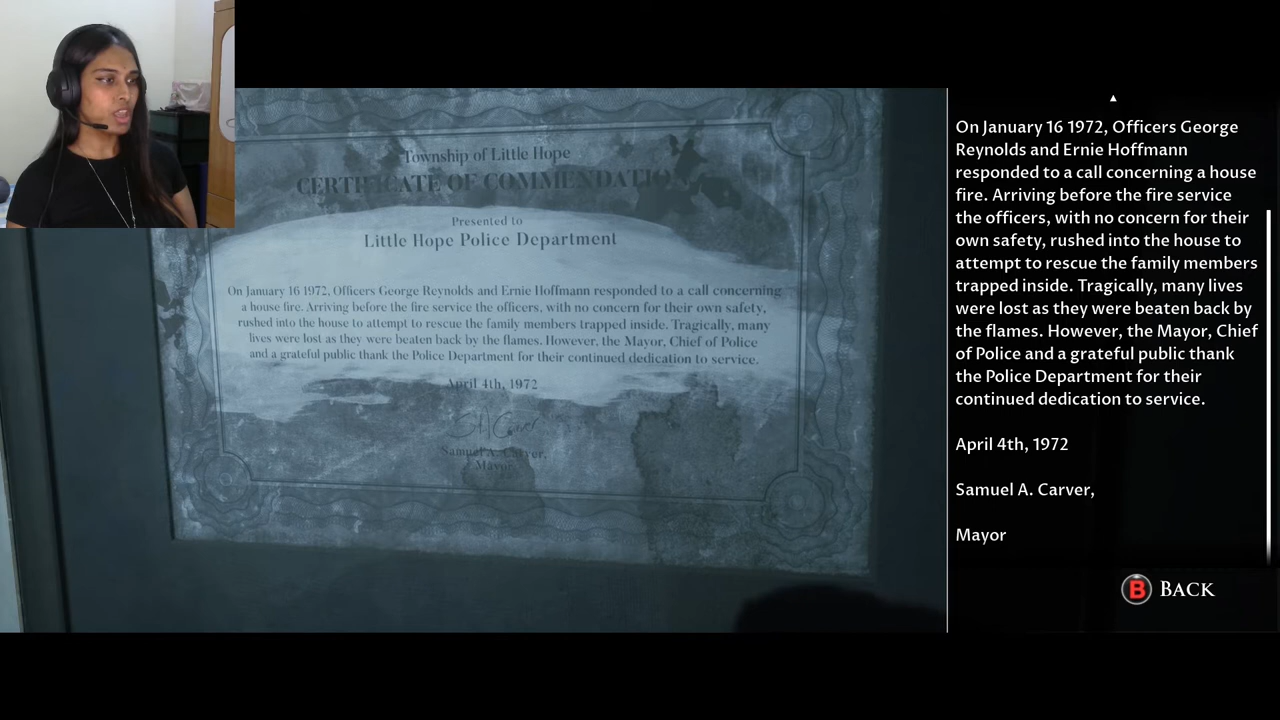 Township of Little Hope
CERTIFICATE OF COMMENDATIO
Presented to
Little Hope Police Department
On January 16 1972, Officers George Reynolds and Ernie Hoffmann responded to a call concerning
a house fire. Arriving before the fire service the officers, with no concern for their own safety,
rushed into the house to attempt to rescue the family members trapped inside. Tragically, many
lives were lost as they were beaten back by the flames. However, the Mayor, Chief of Police
and a grateful public thank the Police Department for their continued dedication to service.
April 4th, 1972
Samuel A. Carver,
Mayor
On January 16 1972, Officers George
Reynolds and Ernie Hoffmann
responded to a call concerning a house
fire. Arriving before the fire service
the officers, with no concern for their
own safety, rushed into the house to
attempt to rescue the family members
trapped inside. Tragically, many lives
were lost as they were beaten back by
the flames. However, the Mayor, Chief
of Police and a grateful public thank
the Police Department for their
continued dedication to service.
April 4th, 1972
Samuel A. Carver,
Mayor
B BACK